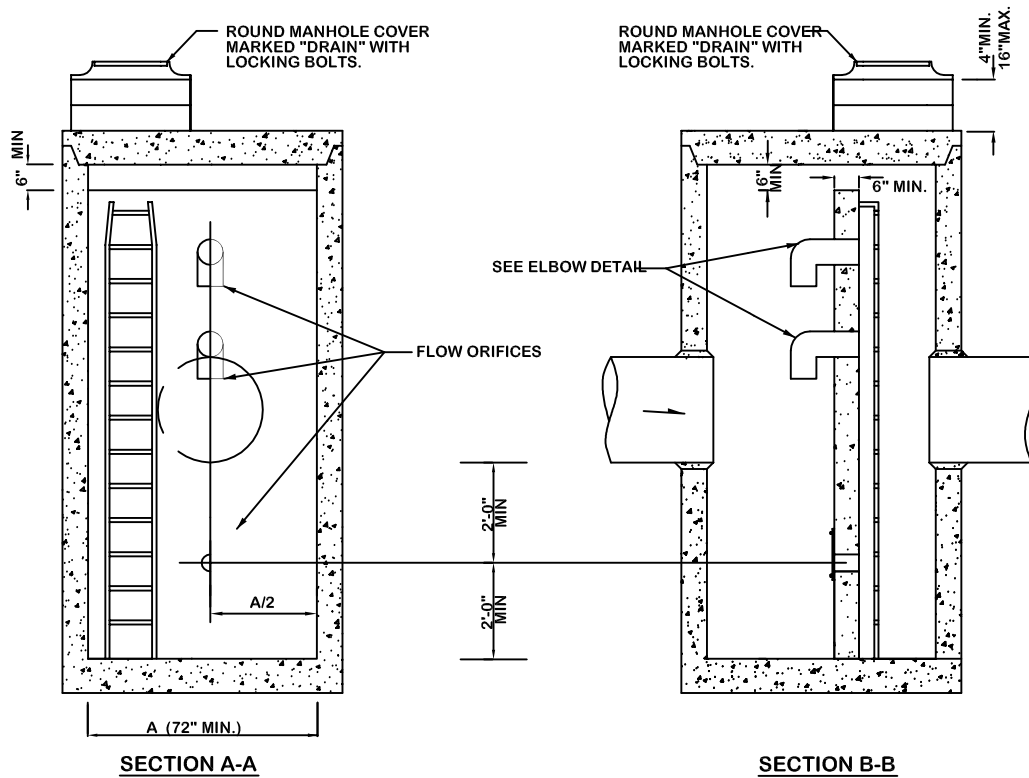 ROUND MANHOLE COVER
MARKED "DRAIN" WITH
LOCKING BOLTS.
ROUND MANHOLE COVER
MARKED "DRAIN" WITH
LOCKING BOLTS.
4"MIN.
16"MAX.
6" MIN
6"
MIN
6" MIN.
SEE ELBOW DETAIL
FLOW ORIFICES
2'-0"
MIN
A/2
2'-0"
MIN
A (72" MIN.)
SECTION A-A
SECTION B-B